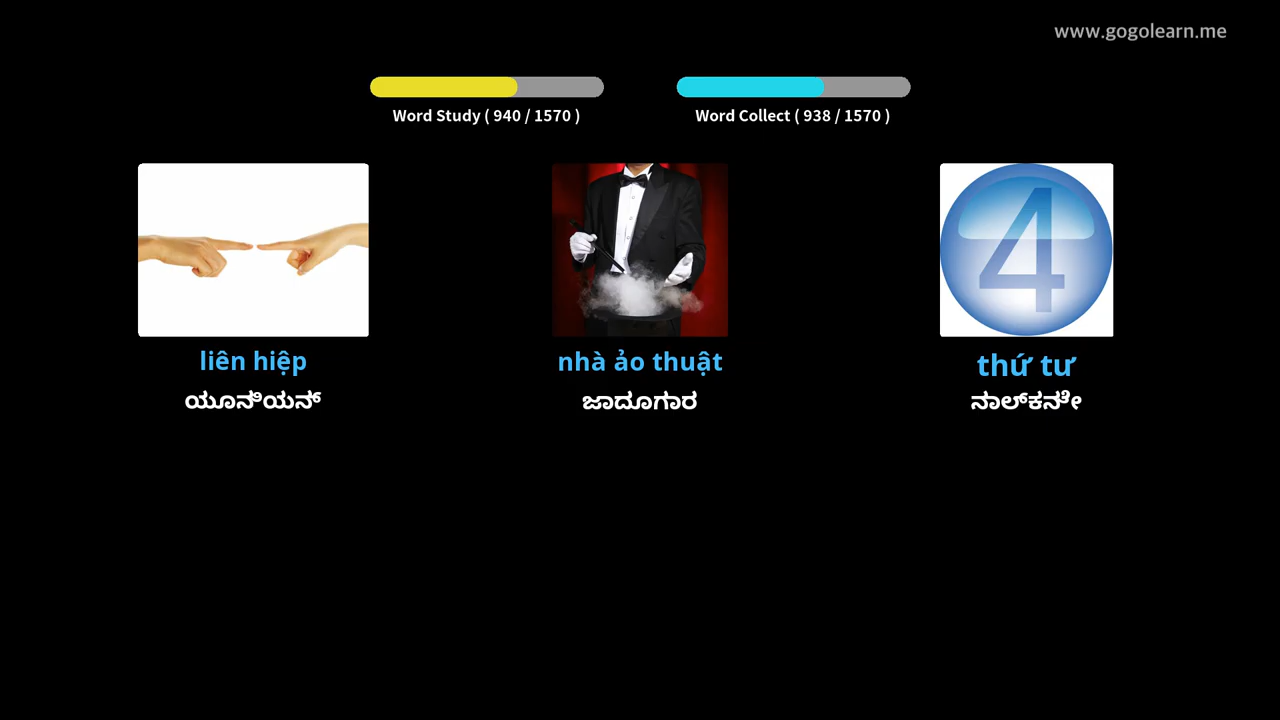 www.gogolearn.me
Word Study ( 940 / 1570 )
Word Collect ( 938 / 1570 )
4
liên hiệp
nhà ảo thuật
thứ tư
ಯೂನಿಯನ್
ಜಾದೂಗಾರ
ನಾಲ್ಕನೇ